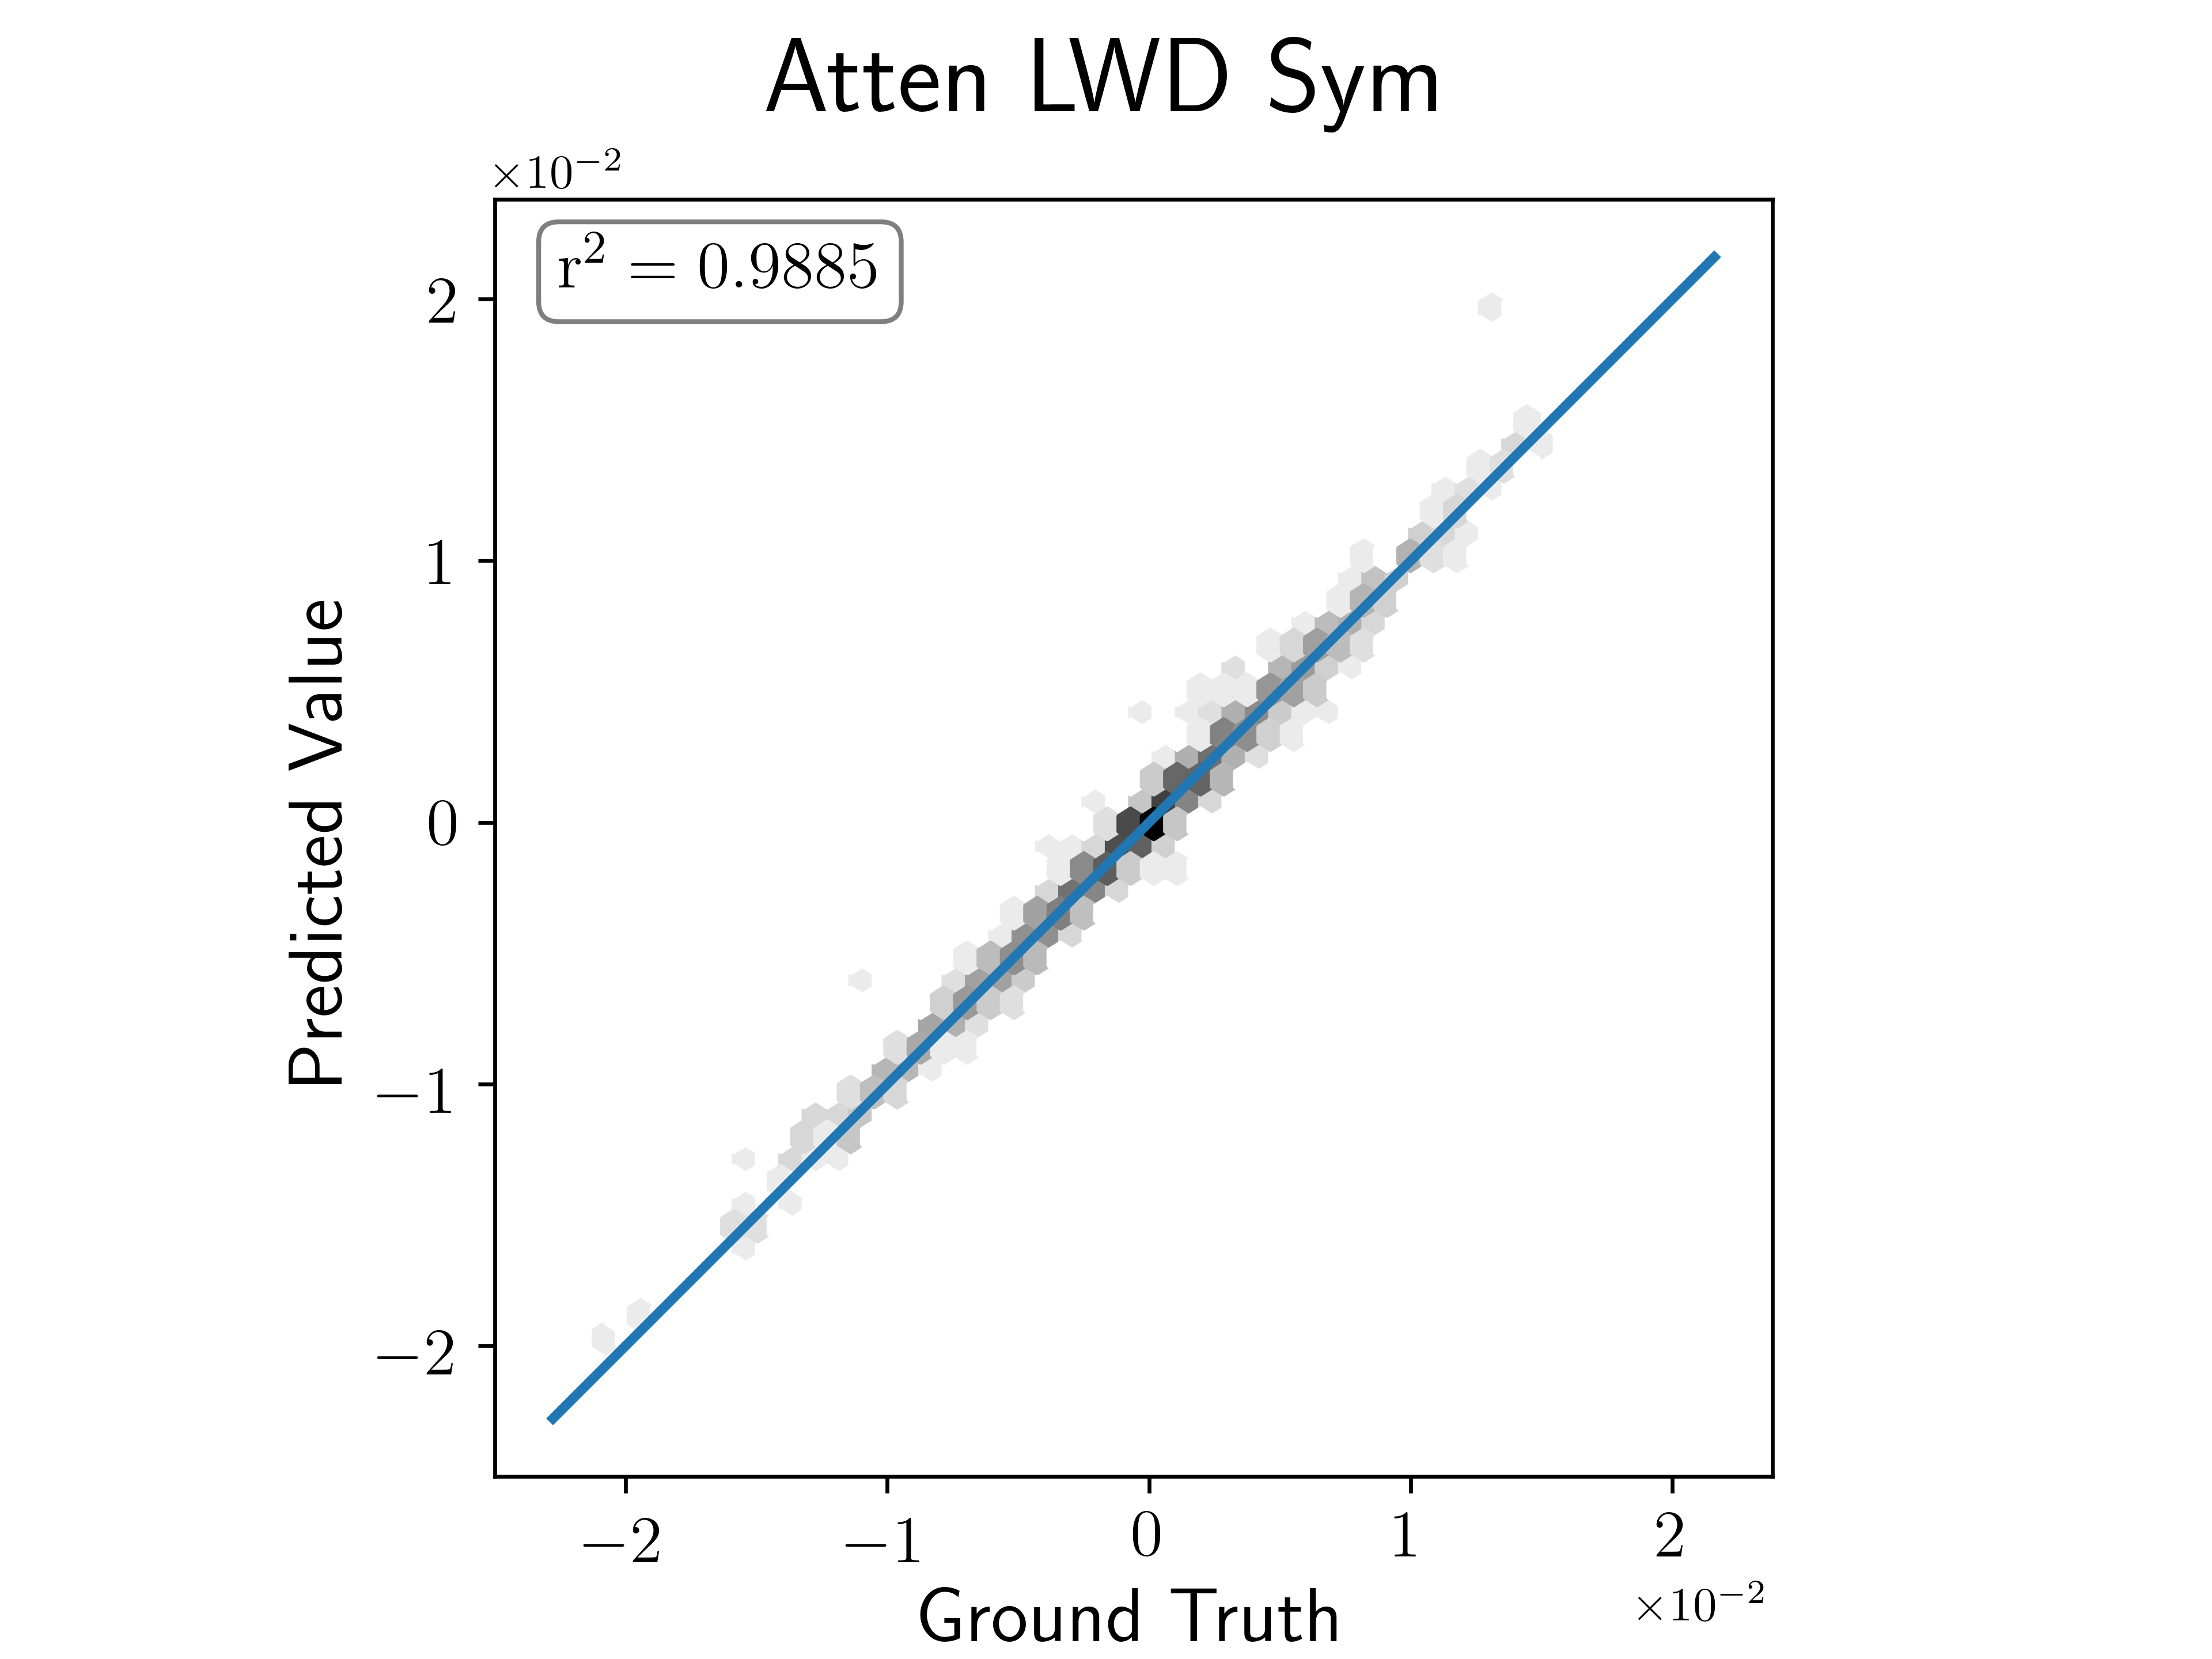 Atten LWD Sym
×10⁻²
r² = 0.9885
2
1
0
−1
−2
Predicted Value
−2 −1 0 1 2
Ground Truth
×10⁻²